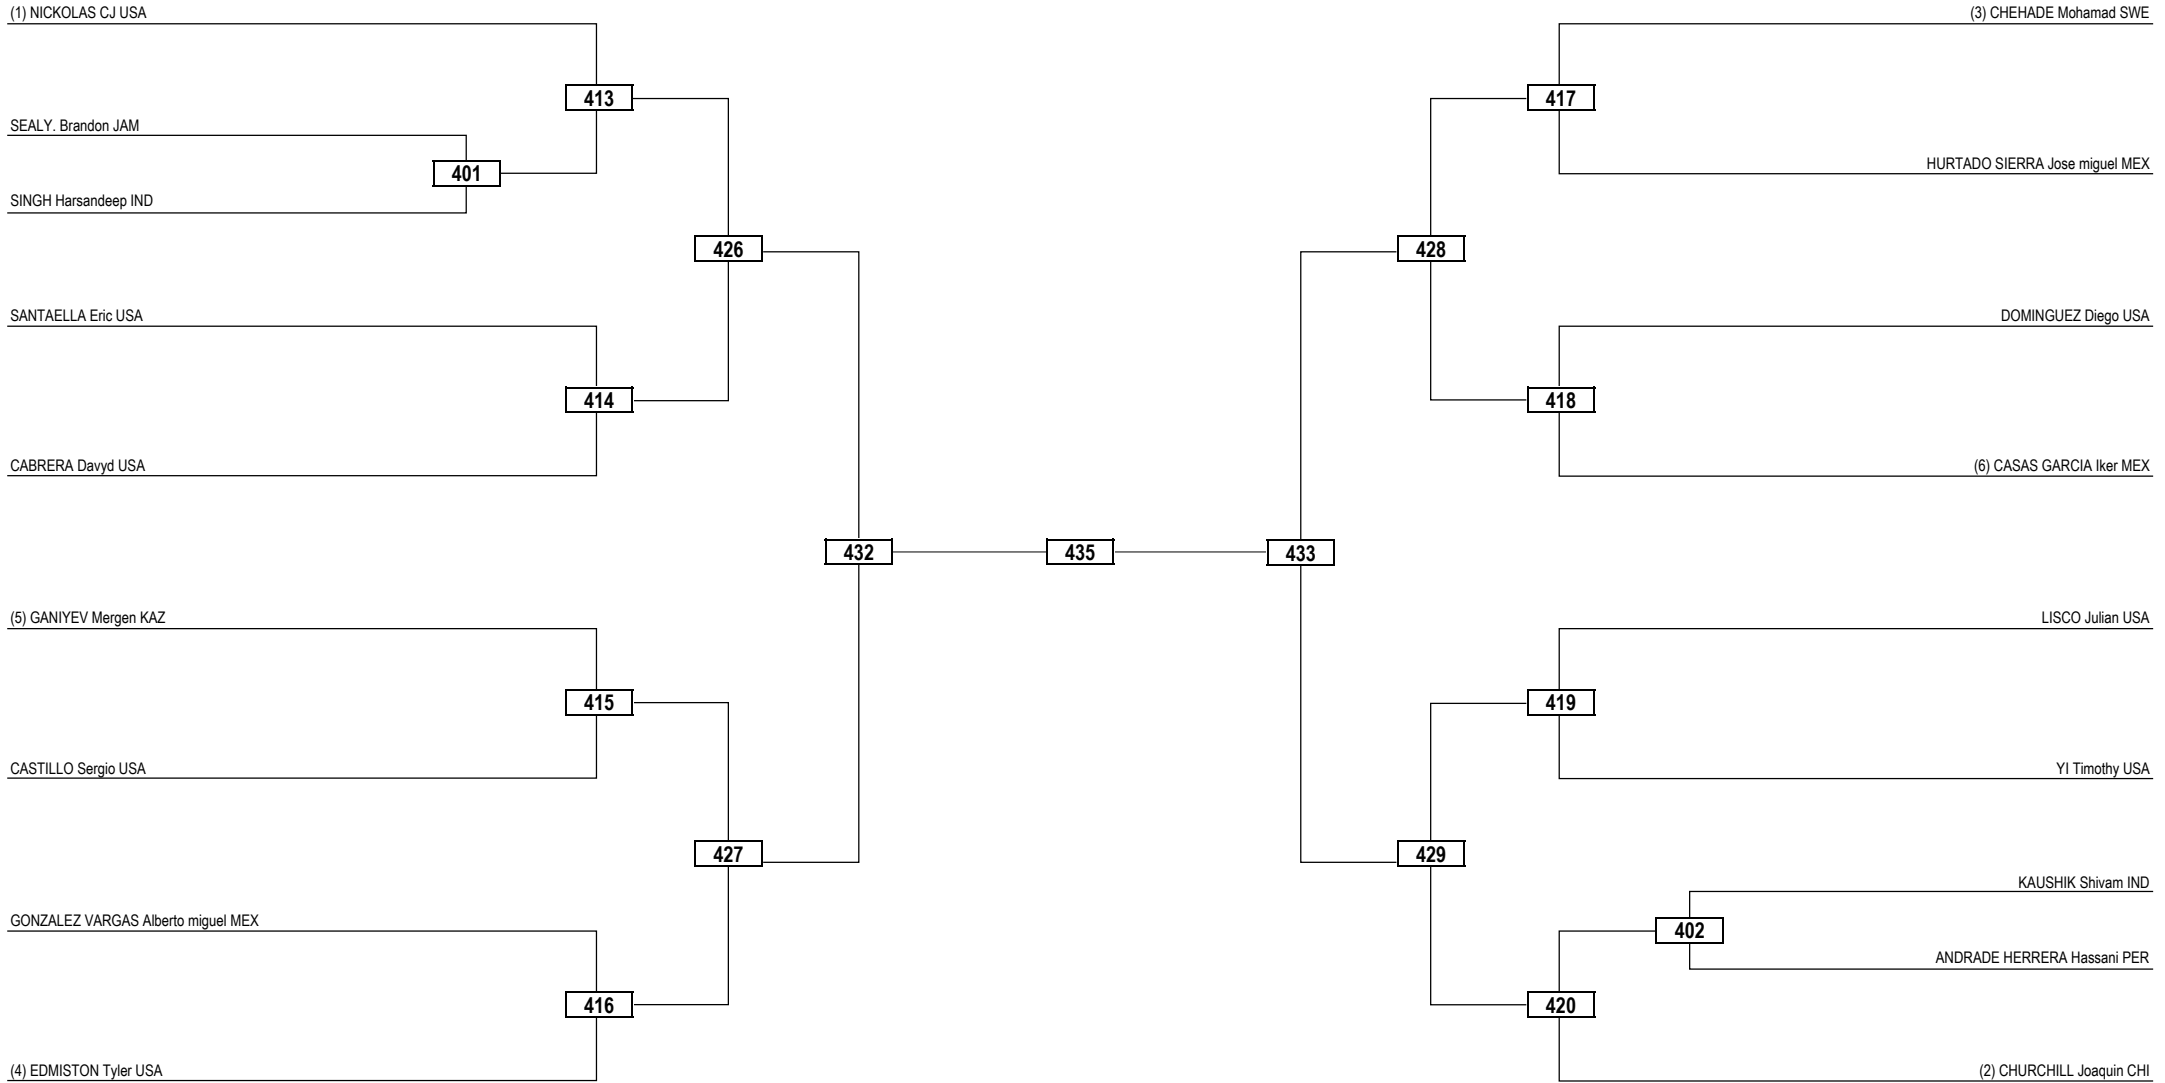 (1) NICKOLAS CJ USA
(3) CHEHADE Mohamad SWE
413
417
SEALY. Brandon JAM
401
HURTADO SIERRA Jose miguel MEX
SINGH Harsandeep IND
426
428
SANTAELLA Eric USA
DOMINGUEZ Diego USA
414
418
CABRERA Davyd USA
(6) CASAS GARCIA Iker MEX
432
435
433
(5) GANIYEV Mergen KAZ
LISCO Julian USA
415
419
CASTILLO Sergio USA
YI Timothy USA
427
429
KAUSHIK Shivam IND
GONZALEZ VARGAS Alberto miguel MEX
402
ANDRADE HERRERA Hassani PER
416
420
(4) EDMISTON Tyler USA
(2) CHURCHILL Joaquin CHI